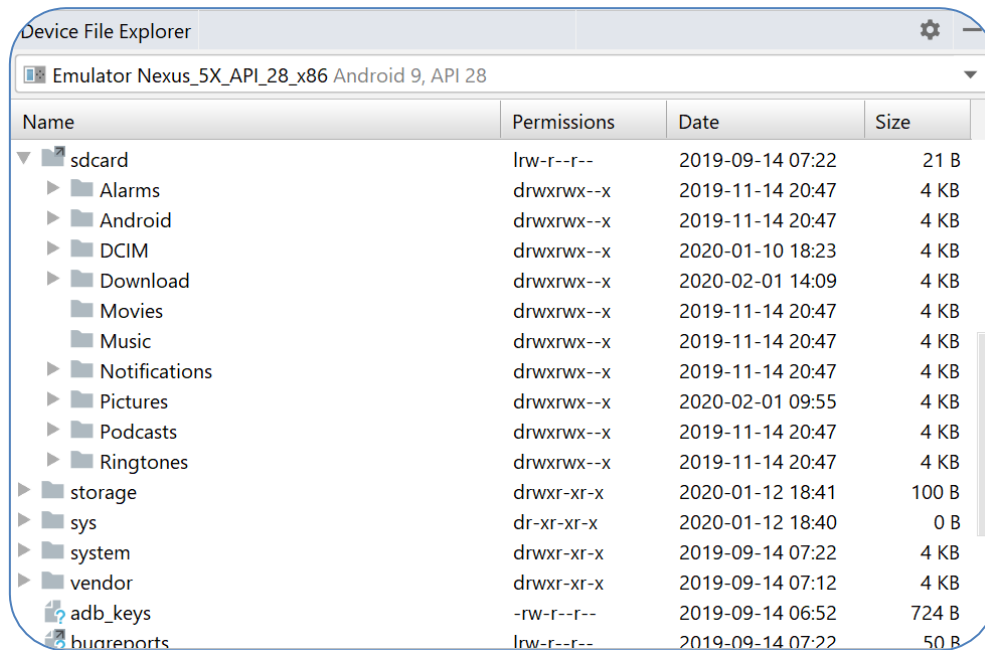 Device File Explorer
Emulator Nexus_5X_API_28_x86 Android 9, API 28
Name Permissions Date Size
sdcard lrw-r--r-- 2019-09-14 07:22 21 B
Alarms drwxrwx--x 2019-11-14 20:47 4 KB
Android drwxrwx--x 2019-11-14 20:47 4 KB
DCIM drwxrwx--x 2020-01-10 18:23 4 KB
Download drwxrwx--x 2020-02-01 14:09 4 KB
Movies drwxrwx--x 2019-11-14 20:47 4 KB
Music drwxrwx--x 2019-11-14 20:47 4 KB
Notifications drwxrwx--x 2019-11-14 20:47 4 KB
Pictures drwxrwx--x 2020-02-01 09:55 4 KB
Podcasts drwxrwx--x 2019-11-14 20:47 4 KB
Ringtones drwxrwx--x 2019-11-14 20:47 4 KB
storage drwxr-xr-x 2020-01-12 18:41 100 B
sys dr-xr-xr-x 2020-01-12 18:40 0 B
system drwxr-xr-x 2019-09-14 07:22 4 KB
vendor drwxr-xr-x 2019-09-14 07:12 4 KB
adb_keys -rw-r--r-- 2019-09-14 06:52 724 B
bugreports lrw-r--r-- 2019-09-14 07:22 50 B